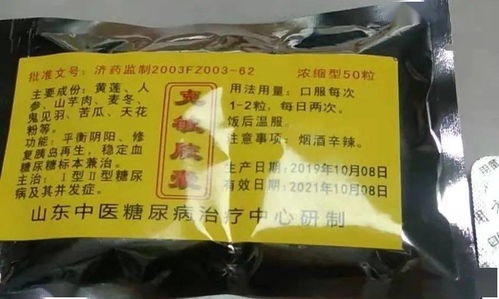 批准文号:济药监制2003FZ003-62
浓缩型50粒
主要成份:黄莲、人
参、山芋肉、麦冬、
鬼见羽、苦瓜、天花
粉等。
功能:平衡阴阳、修
复胰岛再生,稳定血
糖尿糖标本兼治。
主治:Ⅰ型Ⅱ型糖尿
病及其并发症。
胶囊
用法用量:口服每次
1-2粒,每日两次。
饭后温服。
注意事项:烟酒辛辣。
生产日期:2019年10月08日
有效日期:2021年10月08日
山东中医糖尿病治疗中心研制